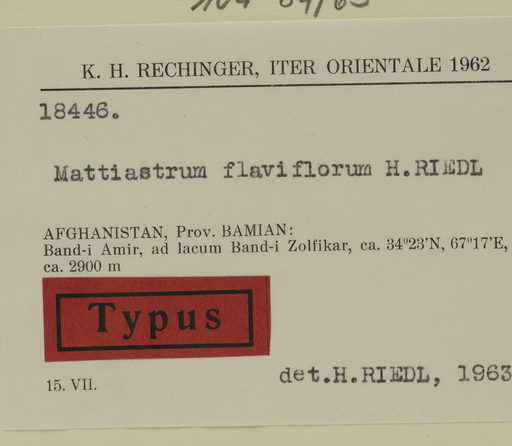 K. H. RECHINGER, ITER ORIENTALE 1962
18446.
Mattiastrum flaviflorum H.RIEDL
AFGHANISTAN, Prov. BAMIAN:
Band-i Amir, ad lacum Band-i Zolfikar, ca. 34°23'N, 67°17'E,
ca. 2900 m
Typus
15. VII.
det.H.RIEDL, 1963